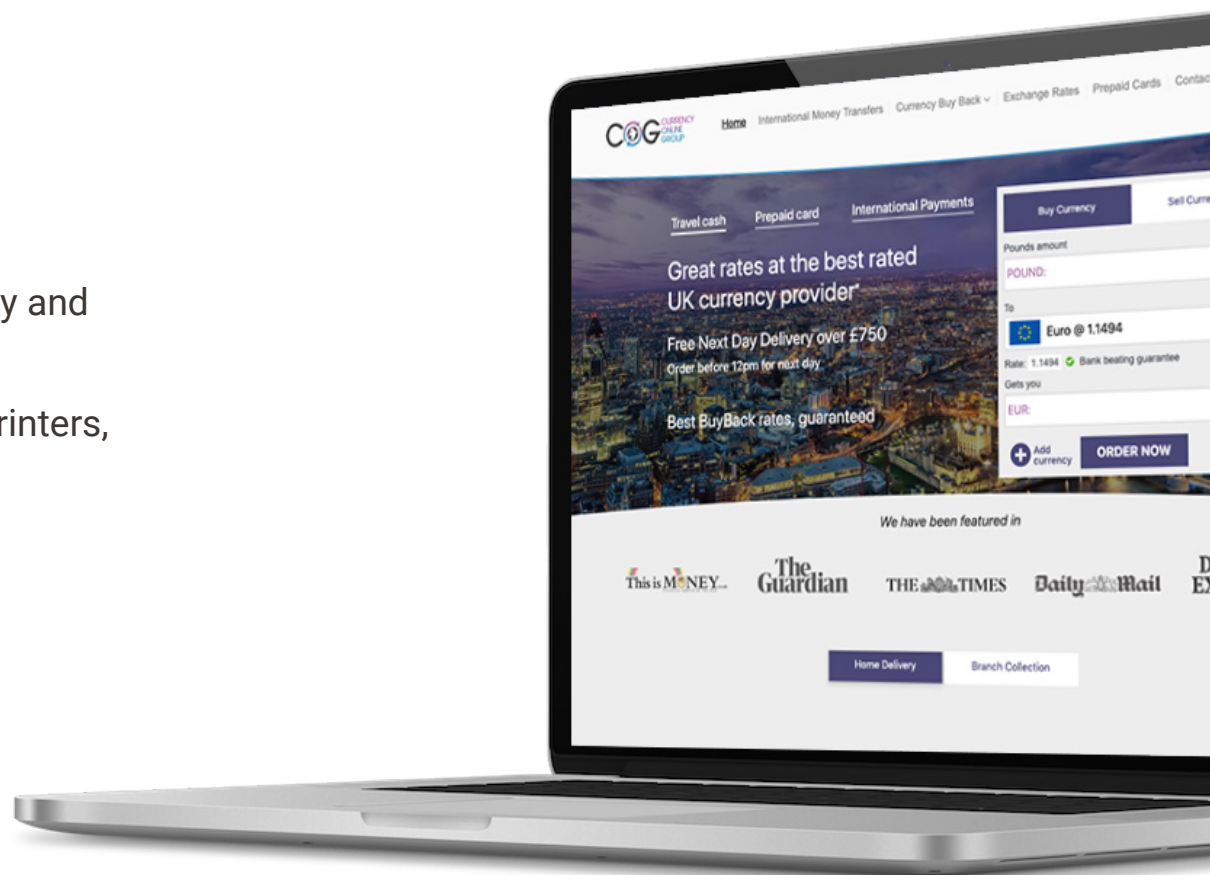 y and
rinters,
COG CURRENCY ONLINE GROUP
Home International Money Transfers Currency Buy Back Exchange Rates Prepaid Cards Contac
Travel cash Prepaid card International Payments
Great rates at the best rated
UK currency provider*
Free Next Day Delivery over £750
Order before 12pm for next day
Best BuyBack rates, guaranteed
Buy Currency Sell Curre
Pounds amount
POUND:
To
Euro @ 1.1494
Rate: 1.1494 Bank beating guarantee
Gets you
EUR:
Add currency
ORDER NOW
We have been featured in
This is MONEY
The Guardian
THE TIMES
Daily Mail
D
EX
Home Delivery Branch Collection